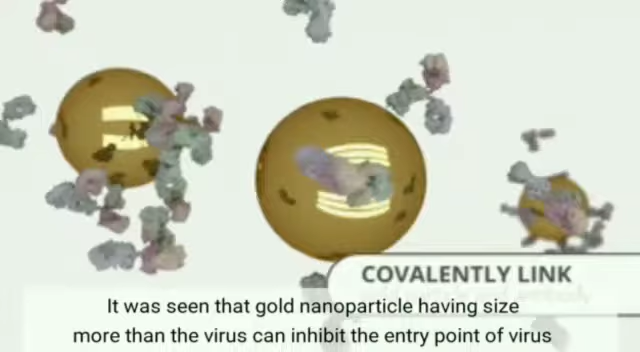 COVALENTLY LINK
It was seen that gold nanoparticle having size
more than the virus can inhibit the entry point of virus